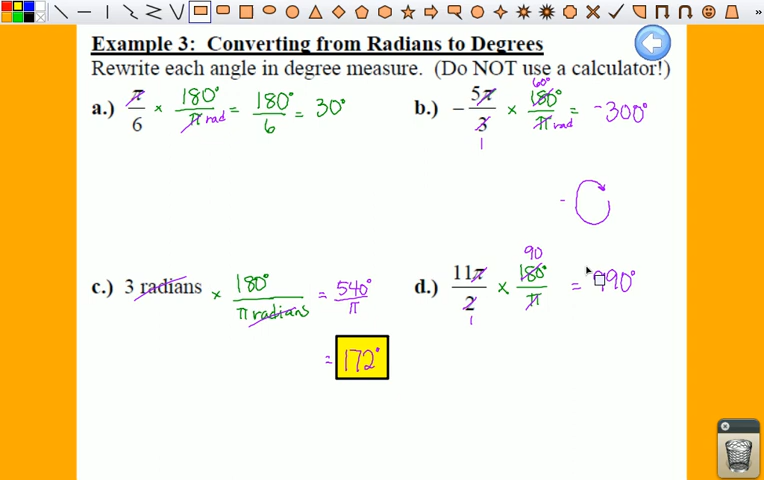 Example 3: Converting from Radians to Degrees
Rewrite each angle in degree measure. (Do NOT use a calculator!)
a.) π/6 × 180°/π rad = 180°/6 = 30°
b.) -5π/3 × 180°/π rad = -300°
60°
1
-
c.) 3 radians × 180°/π radians = 540°/π
= 172°
d.) 11π/2 × 180°/π = 990°
90
1